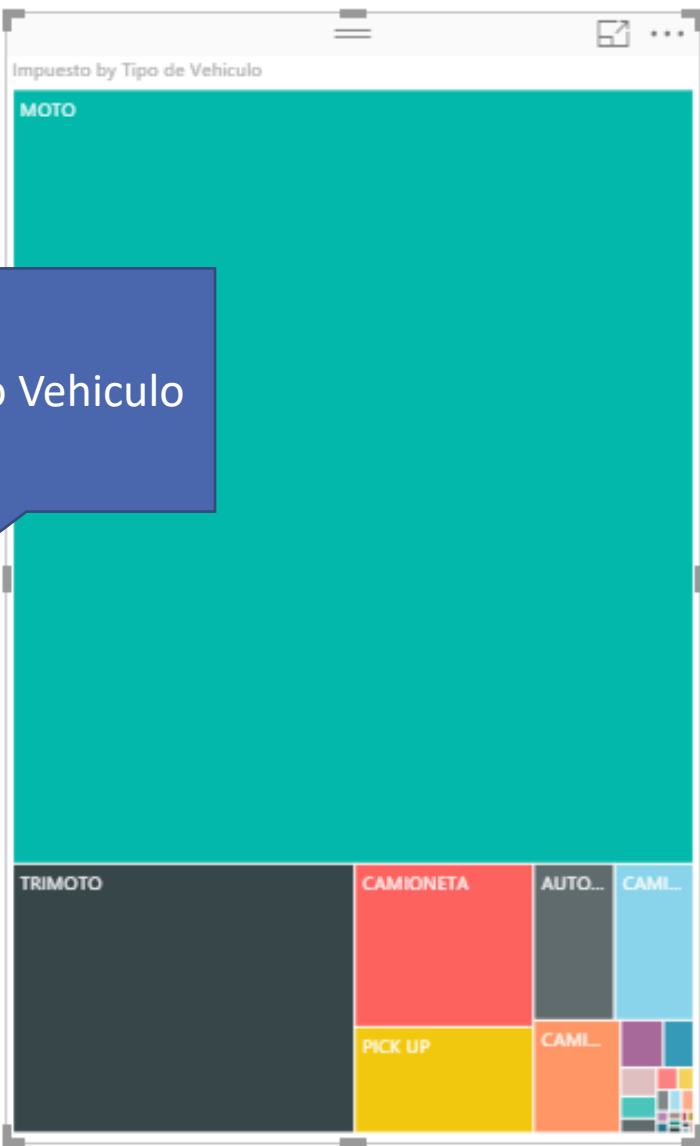 Impuesto by Tipo de Vehiculo
MOTO
Vehiculo
TRIMOTO
CAMIONETA
AUTO...
CAMI...
PICK UP
CAMI...